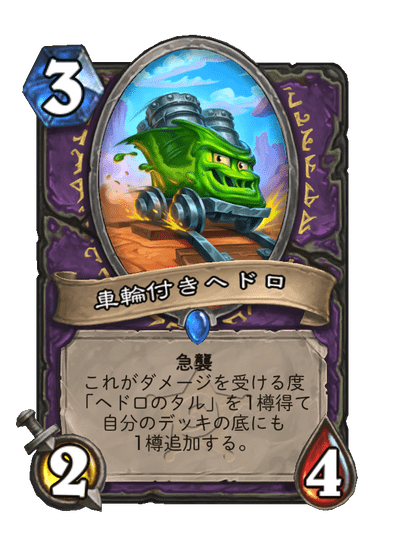 3
車輪付きヘドロ
急襲
これがダメージを受ける度
「ヘドロのタル」を1樽得て
自分のデッキの底にも
1樽追加する。
2
4